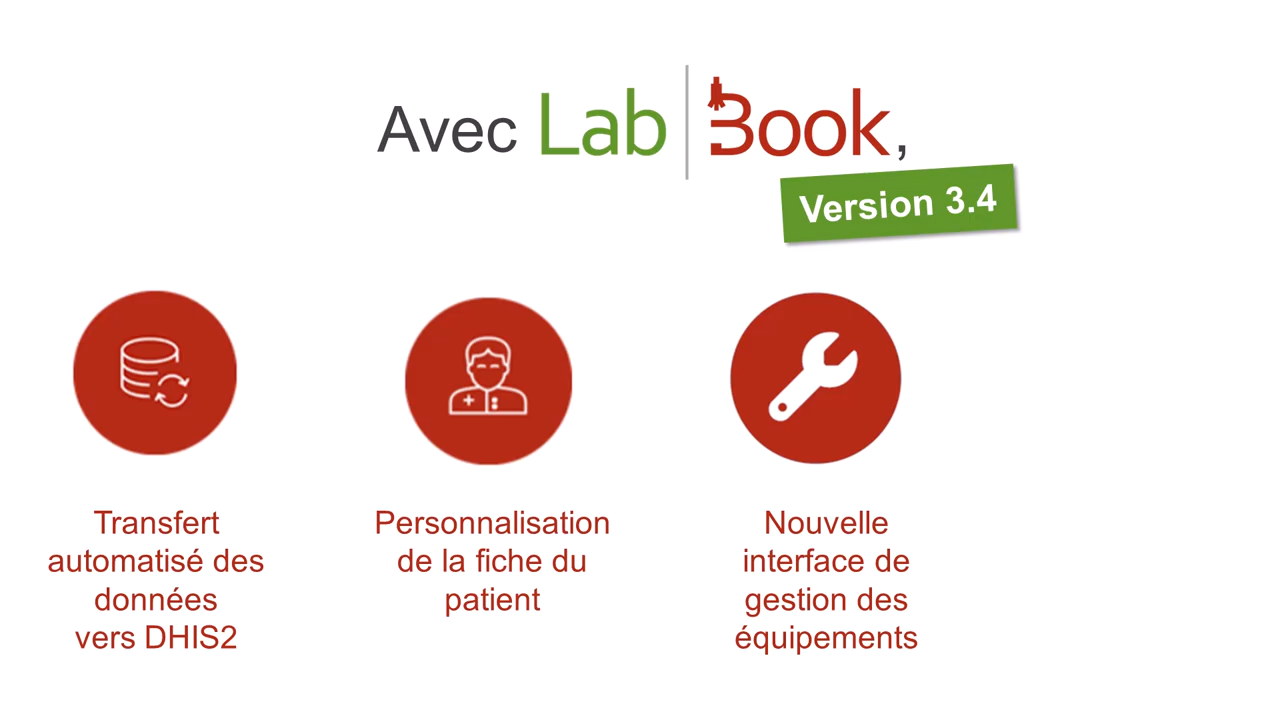 Avec Lab Book,
Version 3.4
Transfert
automatisé des
données
vers DHIS2
Personnalisation
de la fiche du
patient
Nouvelle
interface de
gestion des
équipements